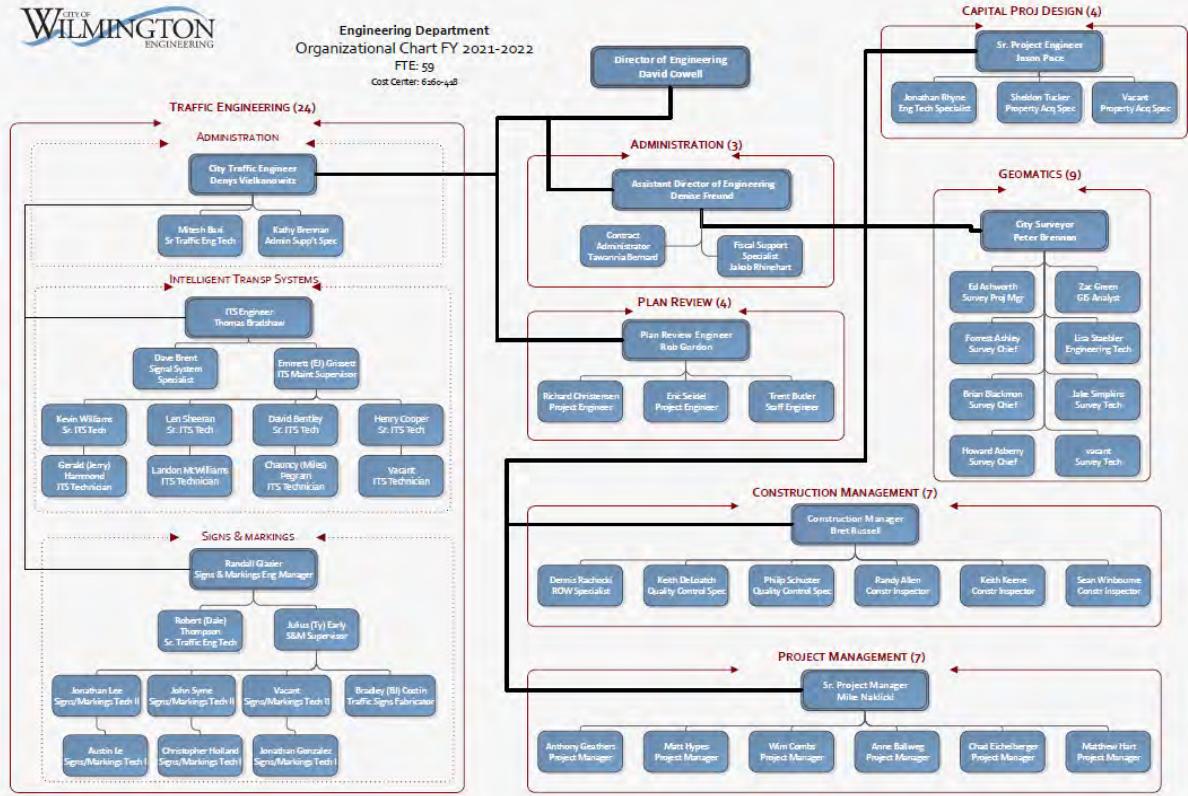 CITY OF
WILMINGTON
ENGINEERING
Engineering Department
Organizational Chart FY 2021-2022
FTE: 59
Cost Center: 6260-428
Director of Engineering
David Cowell
TRAFFIC ENGINEERING (24)
ADMINISTRATION
City Traffic Engineer
Denys Vielkanowitz
Mitesh Baxi
Sr Traffic Eng Tech
Kathy Brennan
Admin Supp't Spec
INTELLIGENT TRANSP SYSTEMS
ITS Engineer
Thomas Bradshaw
Dave Brent
Signal System
Specialist
Emmett (EJ) Grissett
ITS Maint Supervisor
Kevin Williams
Sr. ITS Tech
Len Sheeran
Sr. ITS Tech
David Bentley
Sr. ITS Tech
Henry Cooper
Sr. ITS Tech
Gerald (Jerry)
Hammond
ITS Technician
Landon McWilliams
ITS Technician
Chauncy (Miles)
Pegram
ITS Technician
Vacant
ITS Technician
SIGNS & MARKINGS
Randall Glazier
Signs & Markings Eng Manager
Robert (Dale)
Thompson
Sr. Traffic Eng Tech
Julius (Ty) Early
S&M Supervisor
Jonathan Lee
Signs/Markings Tech II
John Syme
Signs/Markings Tech II
Vacant
Signs/Markings Tech II
Bradley (BJ) Costin
Traffic Signs Fabricator
Austin Le
Signs/Markings Tech I
Christopher Holland
Signs/Markings Tech I
Jonathan Gonzalez
Signs/Markings Tech I
ADMINISTRATION (3)
Assistant Director of Engineering
Denise Freund
Contract
Administrator
Tawannia Bernard
Fiscal Support
Specialist
Jakob Rhinehart
PLAN REVIEW (4)
Plan Review Engineer
Rob Gordon
Richard Christensen
Project Engineer
Eric Seidel
Project Engineer
Trent Butler
Staff Engineer
CAPITAL PROJ DESIGN (4)
Sr. Project Engineer
Jason Pace
Jonathan Rhyne
Eng Tech Specialist
Sheldon Tucker
Property Acq Spec
Vacant
Property Acq Spec
GEOMATICS (9)
City Surveyor
Peter Brennan
Ed Ashworth
Survey Proj Mgr
Zac Green
GIS Analyst
Forrest Ashley
Survey Chief
Lisa Staebler
Engineering Tech
Brian Blackmon
Survey Chief
Jake Simpkins
Survey Tech
Howard Asberry
Survey Chief
vacant
Survey Tech
CONSTRUCTION MANAGEMENT (7)
Construction Manager
Bret Russell
Dennis Rachocki
ROW Specialist
Keith DeLoatch
Quality Control Spec
Philip Schuster
Quality Control Spec
Randy Allen
Constr Inspector
Keith Keene
Constr Inspector
Sean Winbourne
Constr Inspector
PROJECT MANAGEMENT (7)
Sr. Project Manager
Mike Naklicki
Anthony Geathers
Project Manager
Matt Hypes
Project Manager
Wim Combs
Project Manager
Anne Ballweg
Project Manager
Chad Eichelberger
Project Manager
Matthew Hart
Project Manager